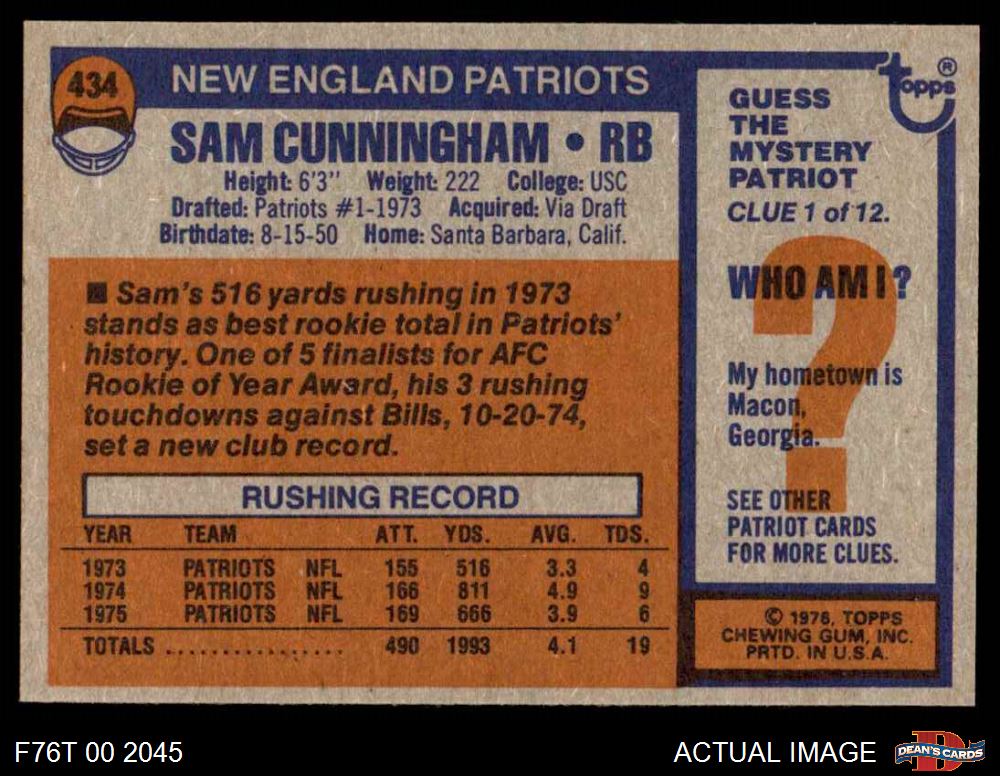 434
NEW ENGLAND PATRIOTS
SAM CUNNINGHAM • RB
Height: 6'3" Weight: 222 College: USC
Drafted: Patriots #1-1973 Acquired: Via Draft
Birthdate: 8-15-50 Home: Santa Barbara, Calif.
■ Sam's 516 yards rushing in 1973
stands as best rookie total in Patriots'
history. One of 5 finalists for AFC
Rookie of Year Award, his 3 rushing
touchdowns against Bills, 10-20-74,
set a new club record.
RUSHING RECORD
YEAR TEAM ATT. YDS. AVG. TDS.
1973 PATRIOTS NFL 155 516 3.3 4
1974 PATRIOTS NFL 166 811 4.9 9
1975 PATRIOTS NFL 169 666 3.9 6
TOTALS .................. 490 1993 4.1 19
topps ®
GUESS
THE
MYSTERY
PATRIOT
CLUE 1 of 12.
WHO AM I?
?
My hometown is
Macon,
Georgia.
SEE OTHER
PATRIOT CARDS
FOR MORE CLUES.
© 1976, TOPPS
CHEWING GUM, INC.
PRTD. IN U.S.A.
F76T 00 2045
ACTUAL IMAGE
D
DEAN'S CARDS